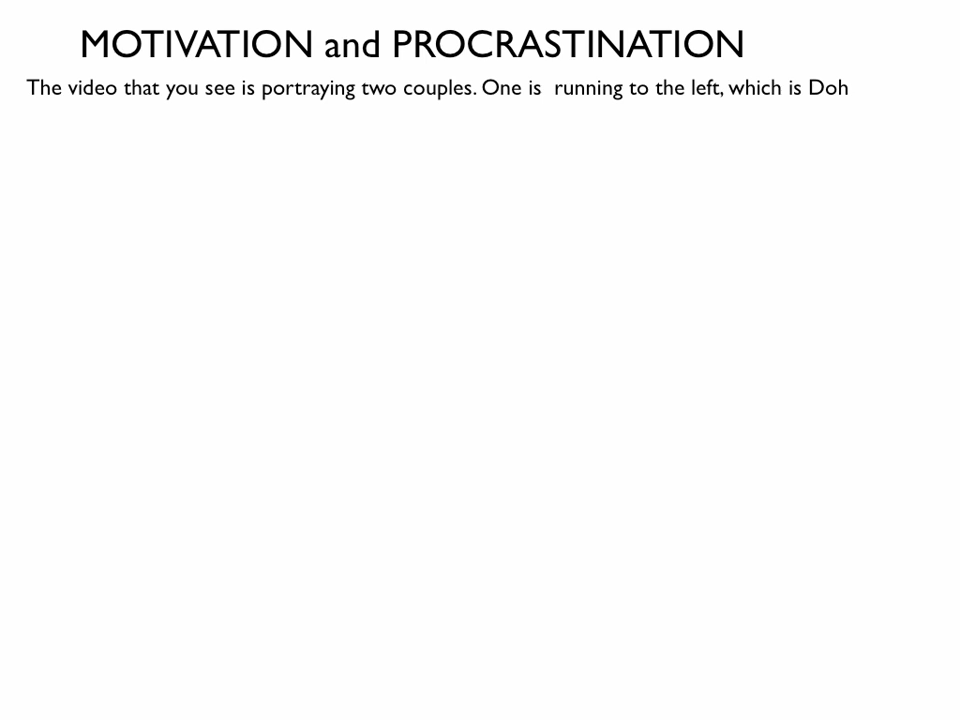 MOTIVATION and PROCRASTINATION
The video that you see is portraying two couples. One is  running to the left, which is Doh